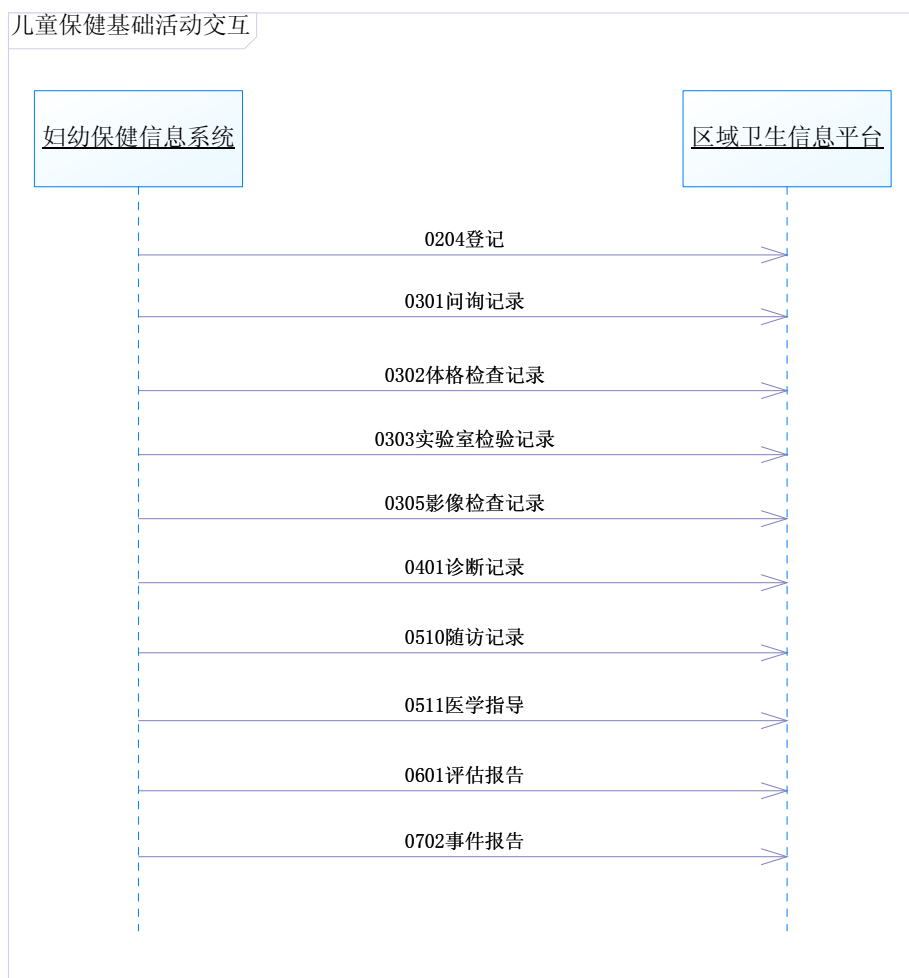 儿童保健基础活动交互
妇幼保健信息系统
区域卫生信息平台
0204登记
0301问询记录
0302体格检查记录
0303实验室检验记录
0305影像检查记录
0401诊断记录
0510随访记录
0511医学指导
0601评估报告
0702事件报告